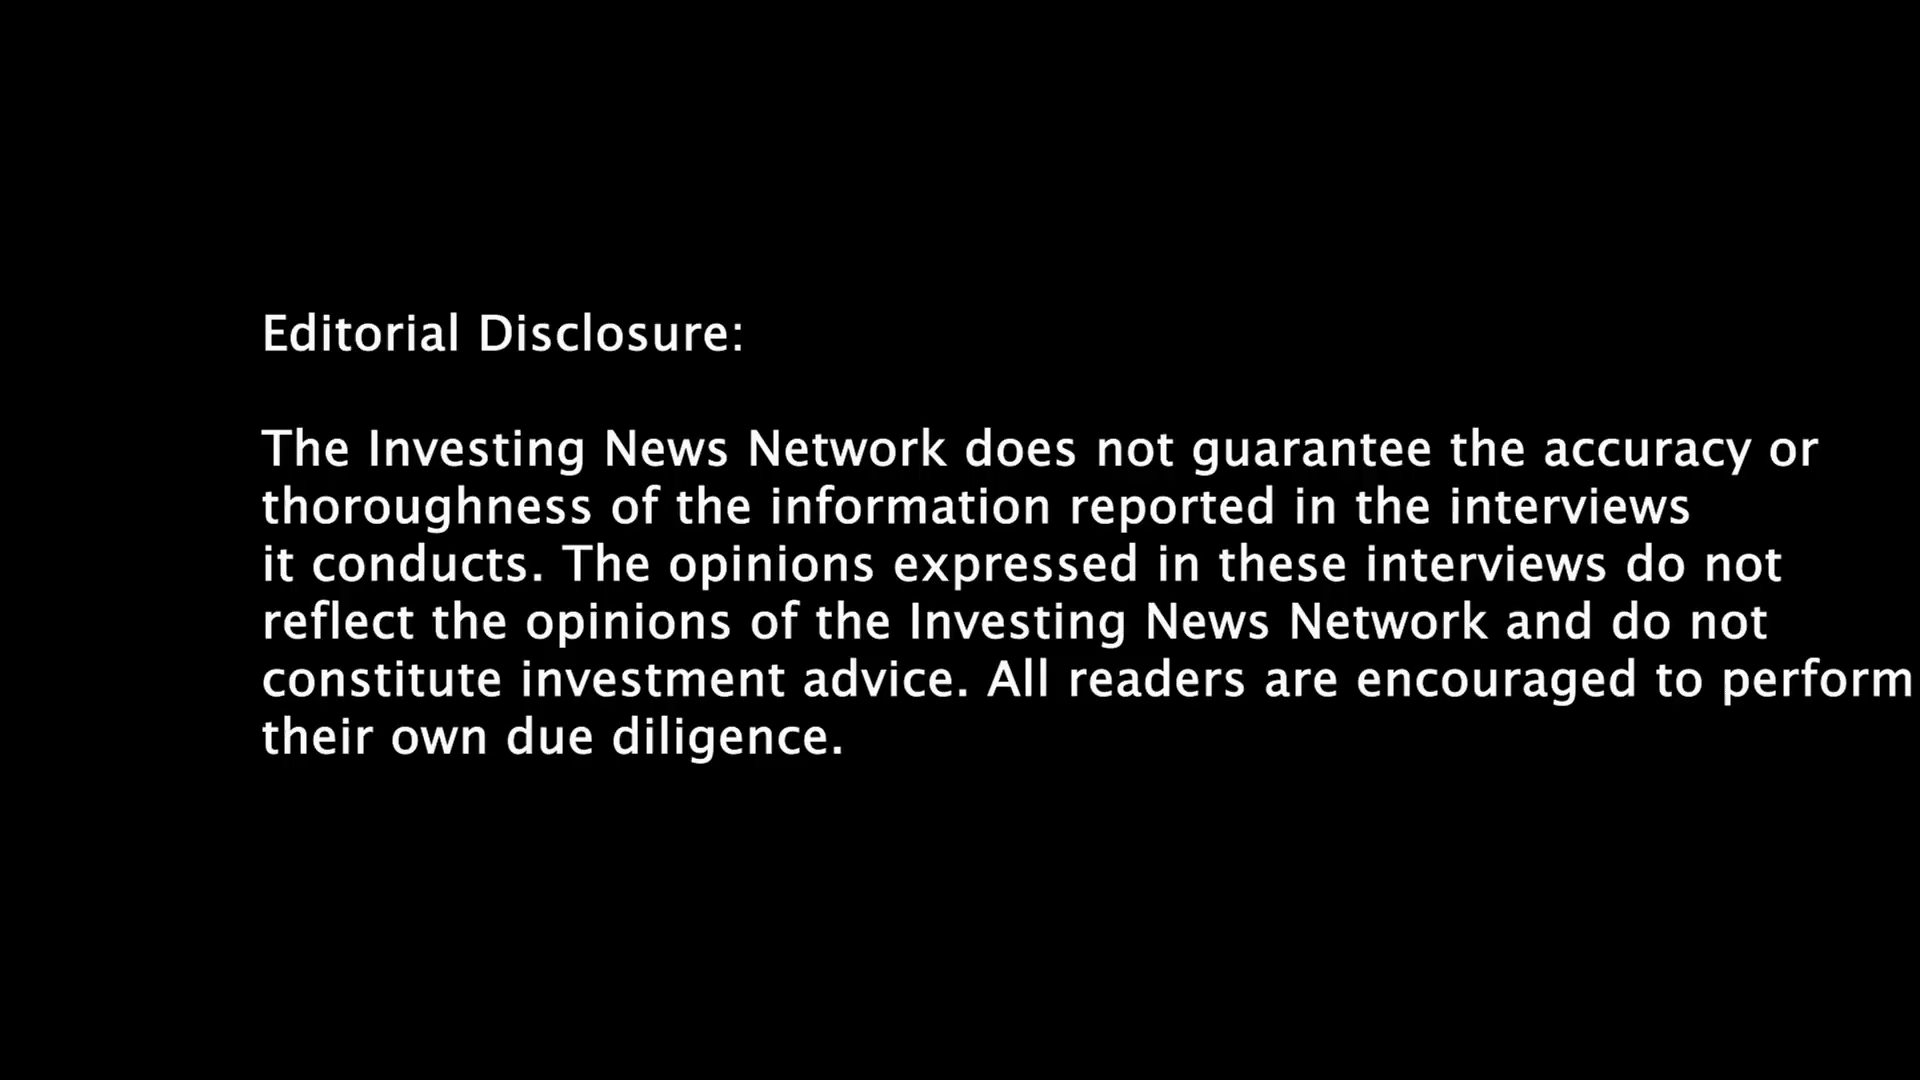 Editorial Disclosure:
The Investing News Network does not guarantee the accuracy or
thoroughness of the information reported in the interviews
it conducts. The opinions expressed in these interviews do not
reflect the opinions of the Investing News Network and do not
constitute investment advice. All readers are encouraged to perform
their own due diligence.